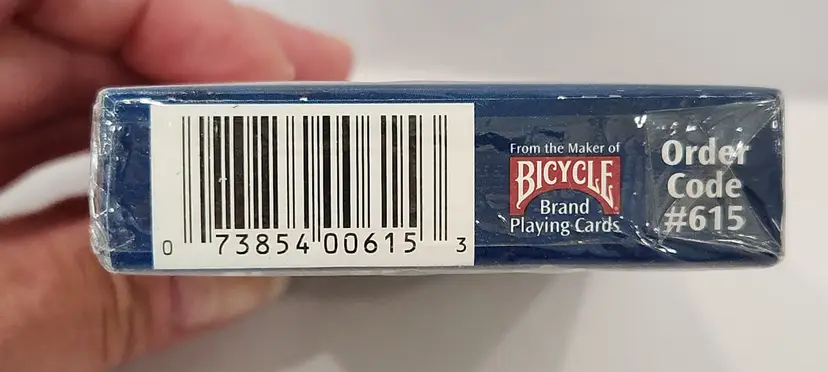 0 73854 00615 3
From the Maker of
BICYCLE
Brand
Playing Cards
Order
Code
#615